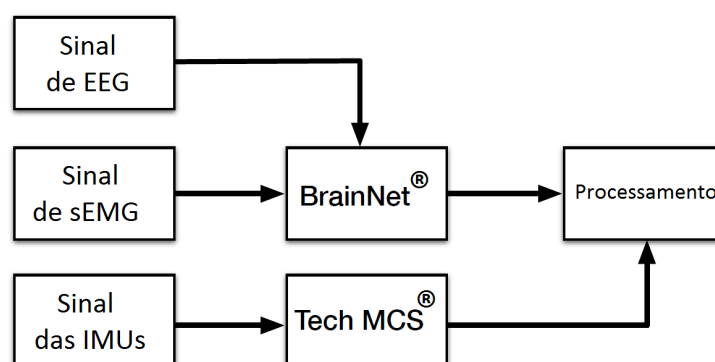 Sinal
de EEG
Sinal
de sEMG
BrainNet®
Processamento
Sinal
das IMUs
Tech MCS®